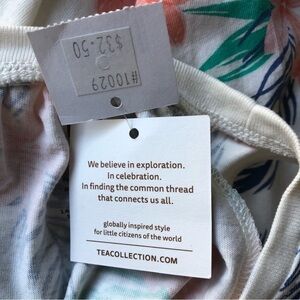 $32.50
#10029
We believe in exploration.
In celebration.
In finding the common thread
that connects us all.
globally inspired style
for little citizens of the world
TEACOLLECTION.COM